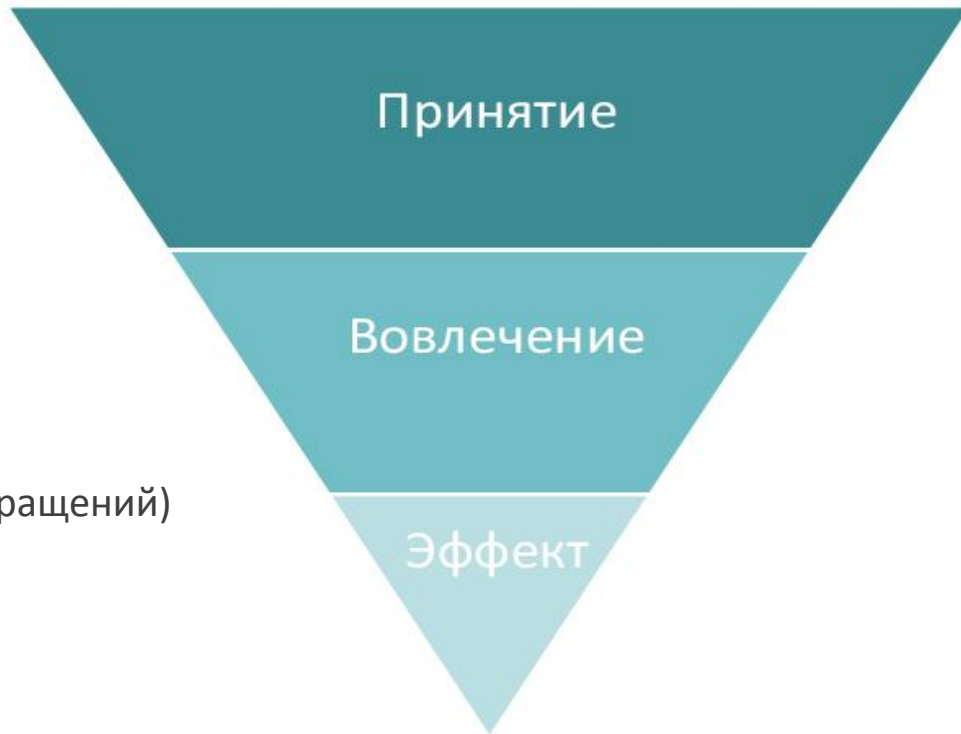 Принятие
Вовлечение
ращений)
Эффект